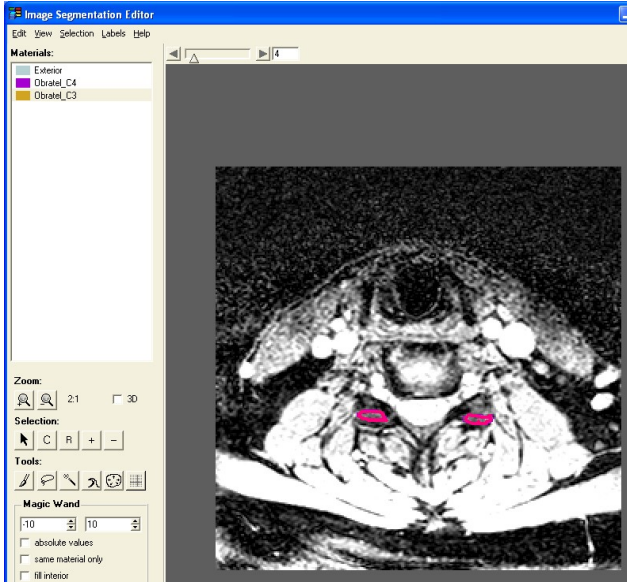 Image Segmentation Editor
Edit View Selection Labels Help
Materials:
4
Exterior
Obratel_C4
Obratel_C3
Zoom:
2:1 3D
Selection:
C R + −
Tools:
Magic Wand
-10 10
absolute values
same material only
fill interior